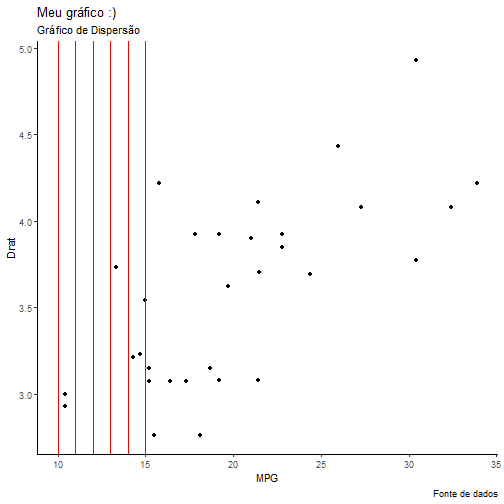 Meu gráfico :)
Gráfico de Dispersão
5.0
4.5
4.0
3.5
3.0
Drat
10 15 20 25 30 35
MPG
Fonte de dados